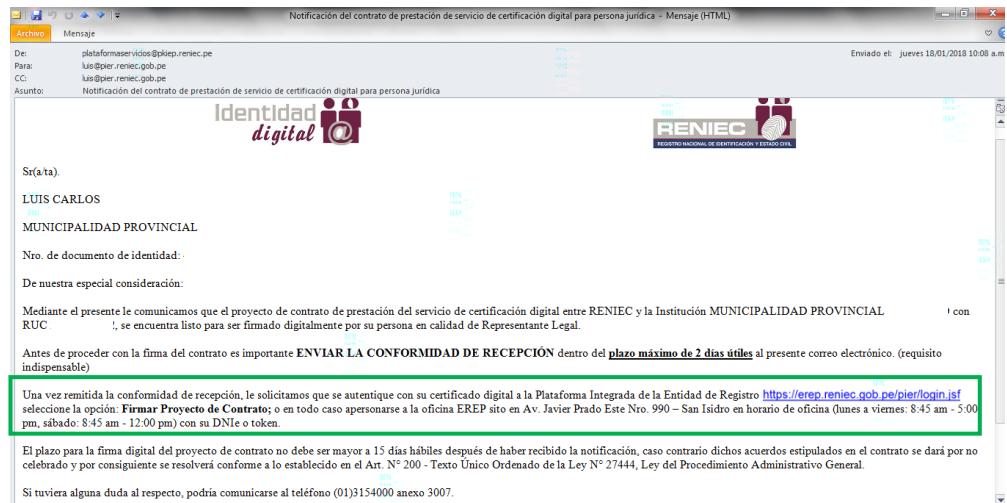 Notificación del contrato de prestación de servicio de certificación digital para persona jurídica - Mensaje (HTML)
Archivo Mensaje
De: plataformaservicios@pkiep.reniec.pe Enviado el: jueves 18/01/2018 10:08 a.m
Para: luis@pier.reniec.gob.pe
CC: luis@pier.reniec.gob.pe
Asunto: Notificación del contrato de prestación de servicio de certificación digital para persona jurídica
Identidad
digital @
RENIEC
REGISTRO NACIONAL DE IDENTIFICACIÓN Y ESTADO CIVIL
Sr(a/ta).
LUIS CARLOS
MUNICIPALIDAD PROVINCIAL
Nro. de documento de identidad:
De nuestra especial consideración:
Mediante el presente le comunicamos que el proyecto de contrato de prestación del servicio de certificación digital entre RENIEC y la Institución MUNICIPALIDAD PROVINCIAL con
RUC , se encuentra listo para ser firmado digitalmente por su persona en calidad de Representante Legal.
Antes de proceder con la firma del contrato es importante ENVIAR LA CONFORMIDAD DE RECEPCIÓN dentro del plazo máximo de 2 días útiles al presente correo electrónico. (requisito
indispensable)
Una vez remitida la conformidad de recepción, le solicitamos que se autentique con su certificado digital a la Plataforma Integrada de la Entidad de Registro https://erep.reniec.gob.pe/pier/login.jsf
seleccione la opción: Firmar Proyecto de Contrato; o en todo caso apersonarse a la oficina EREP sito en Av. Javier Prado Este Nro. 990 – San Isidro en horario de oficina (lunes a viernes: 8:45 am - 5:00
pm, sábado: 8:45 am - 12:00 pm) con su DNIe o token.
El plazo para la firma digital del proyecto de contrato no debe ser mayor a 15 días hábiles después de haber recibido la notificación, caso contrario dichos acuerdos estipulados en el contrato se dará por no
celebrado y por consiguiente se resolverá conforme a lo establecido en el Art. N° 200 - Texto Único Ordenado de la Ley N° 27444, Ley del Procedimiento Administrativo General.
Si tuviera alguna duda al respecto, podría comunicarse al teléfono (01)3154000 anexo 3007.